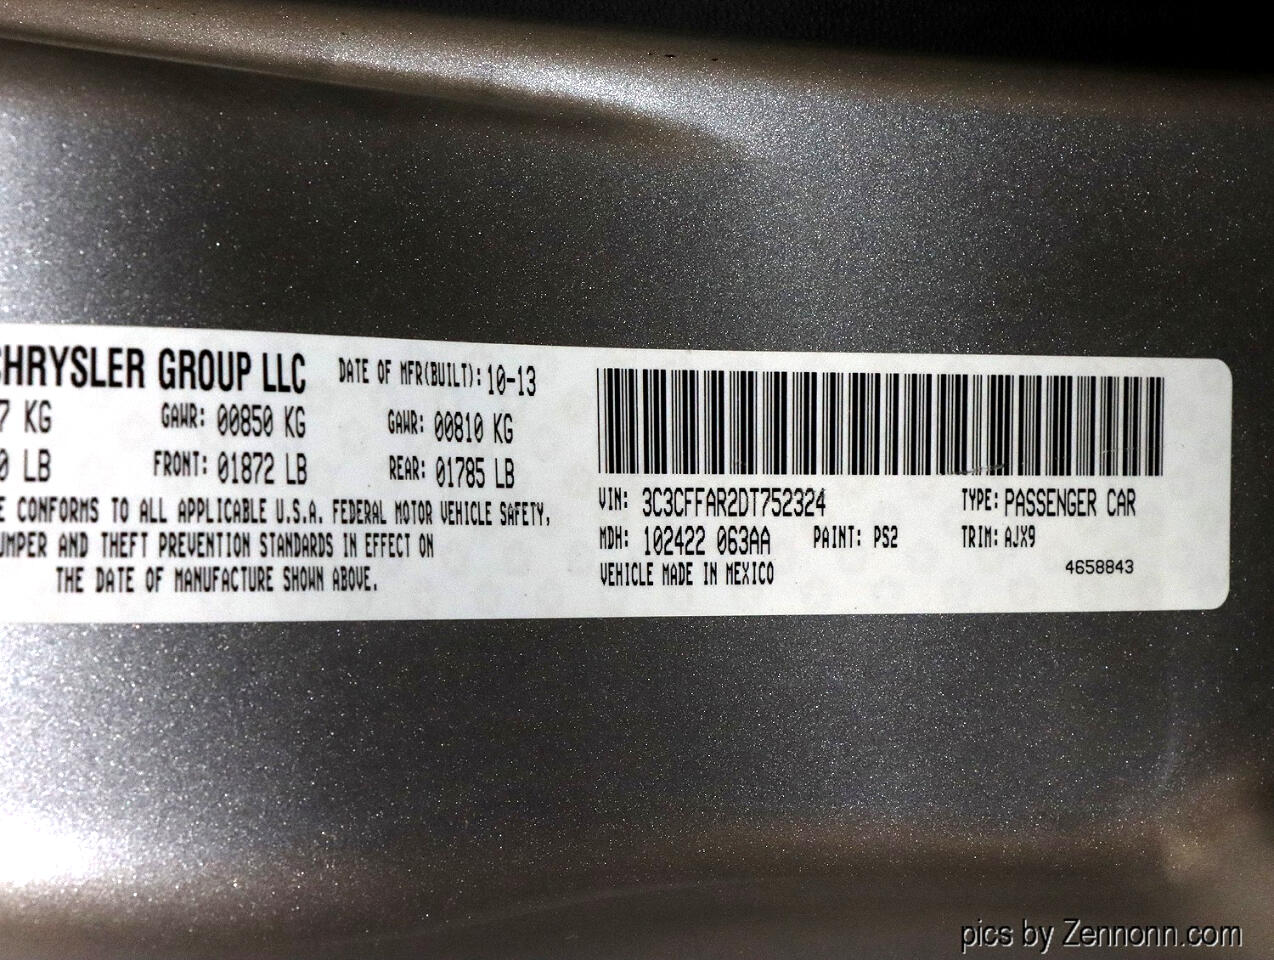 CHRYSLER GROUP LLC DATE OF MFR(BUILT): 10-13
7 KG GAWR: 00850 KG GAWR: 00810 KG
0 LB FRONT: 01872 LB REAR: 01785 LB
E CONFORMS TO ALL APPLICABLE U.S.A. FEDERAL MOTOR VEHICLE SAFETY,
UMPER AND THEFT PREVENTION STANDARDS IN EFFECT ON
THE DATE OF MANUFACTURE SHOWN ABOVE.
VIN: 3C3CFFAR2DT752324 TYPE: PASSENGER CAR
MDH: 102422 063AA PAINT: PS2 TRIM: AJX9
VEHICLE MADE IN MEXICO 4658843
pics by Zennonn.com